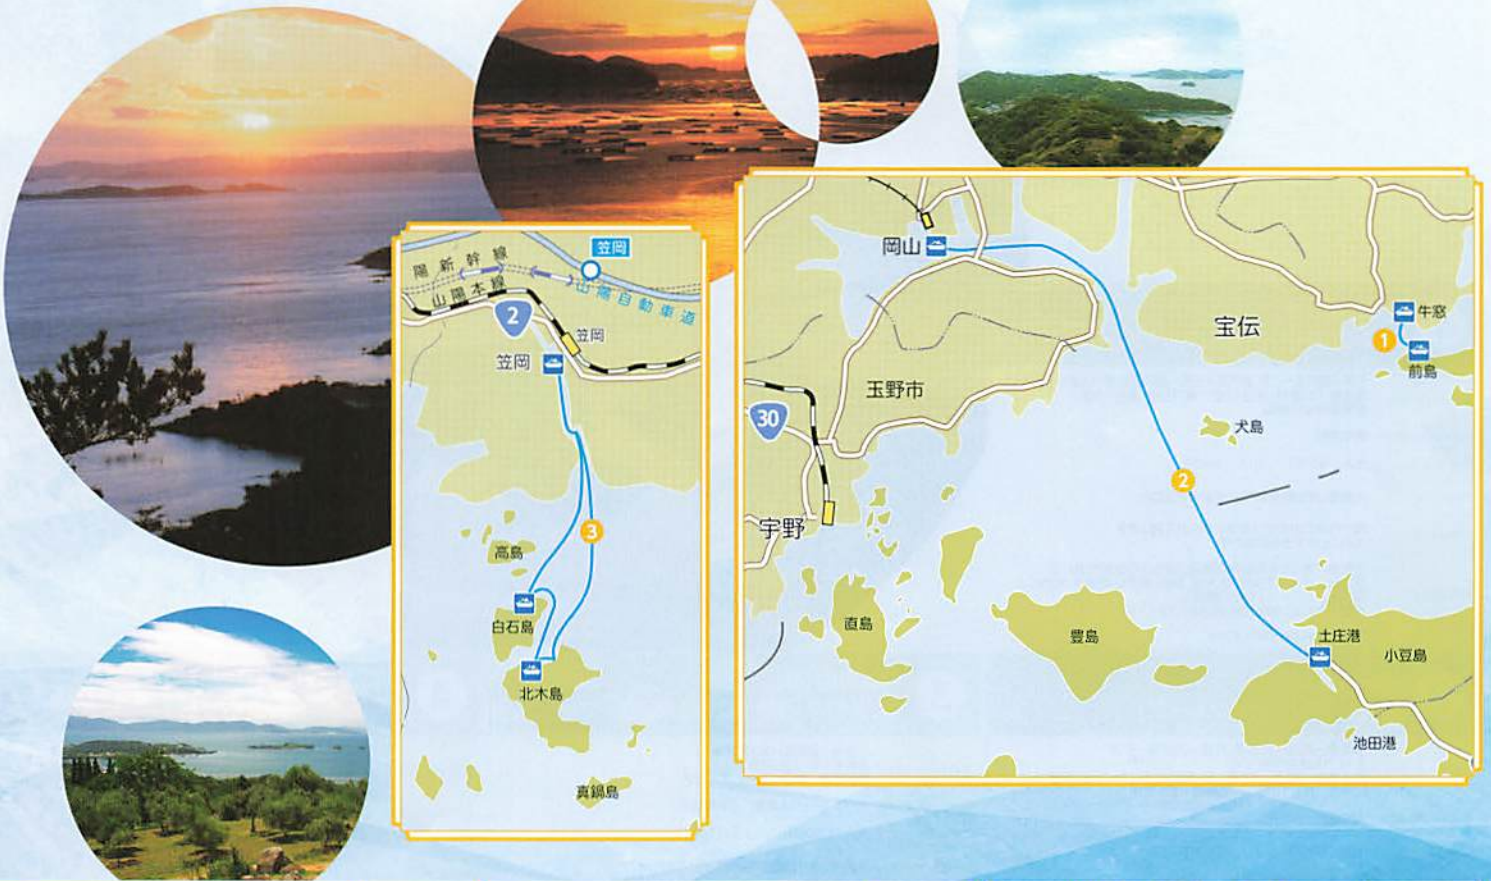 笠岡
陽新幹線
山陽本線
山陽自動車道
2
笠岡
笠岡
3
高島
白石島
北木島
真鍋島
岡山
牛窓
1
宝伝
前島
玉野市
30
犬島
2
宇野
直島
豊島
土庄港
小豆島
池田港